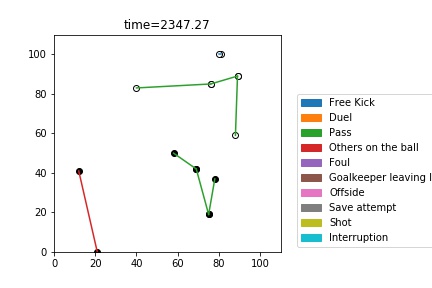 time=2347.27
100
80
60
40
20
0
0
20
40
60
80
100
Free Kick
Duel
Pass
Others on the ball
Foul
Goalkeeper leaving l
Offside
Save attempt
Shot
Interruption